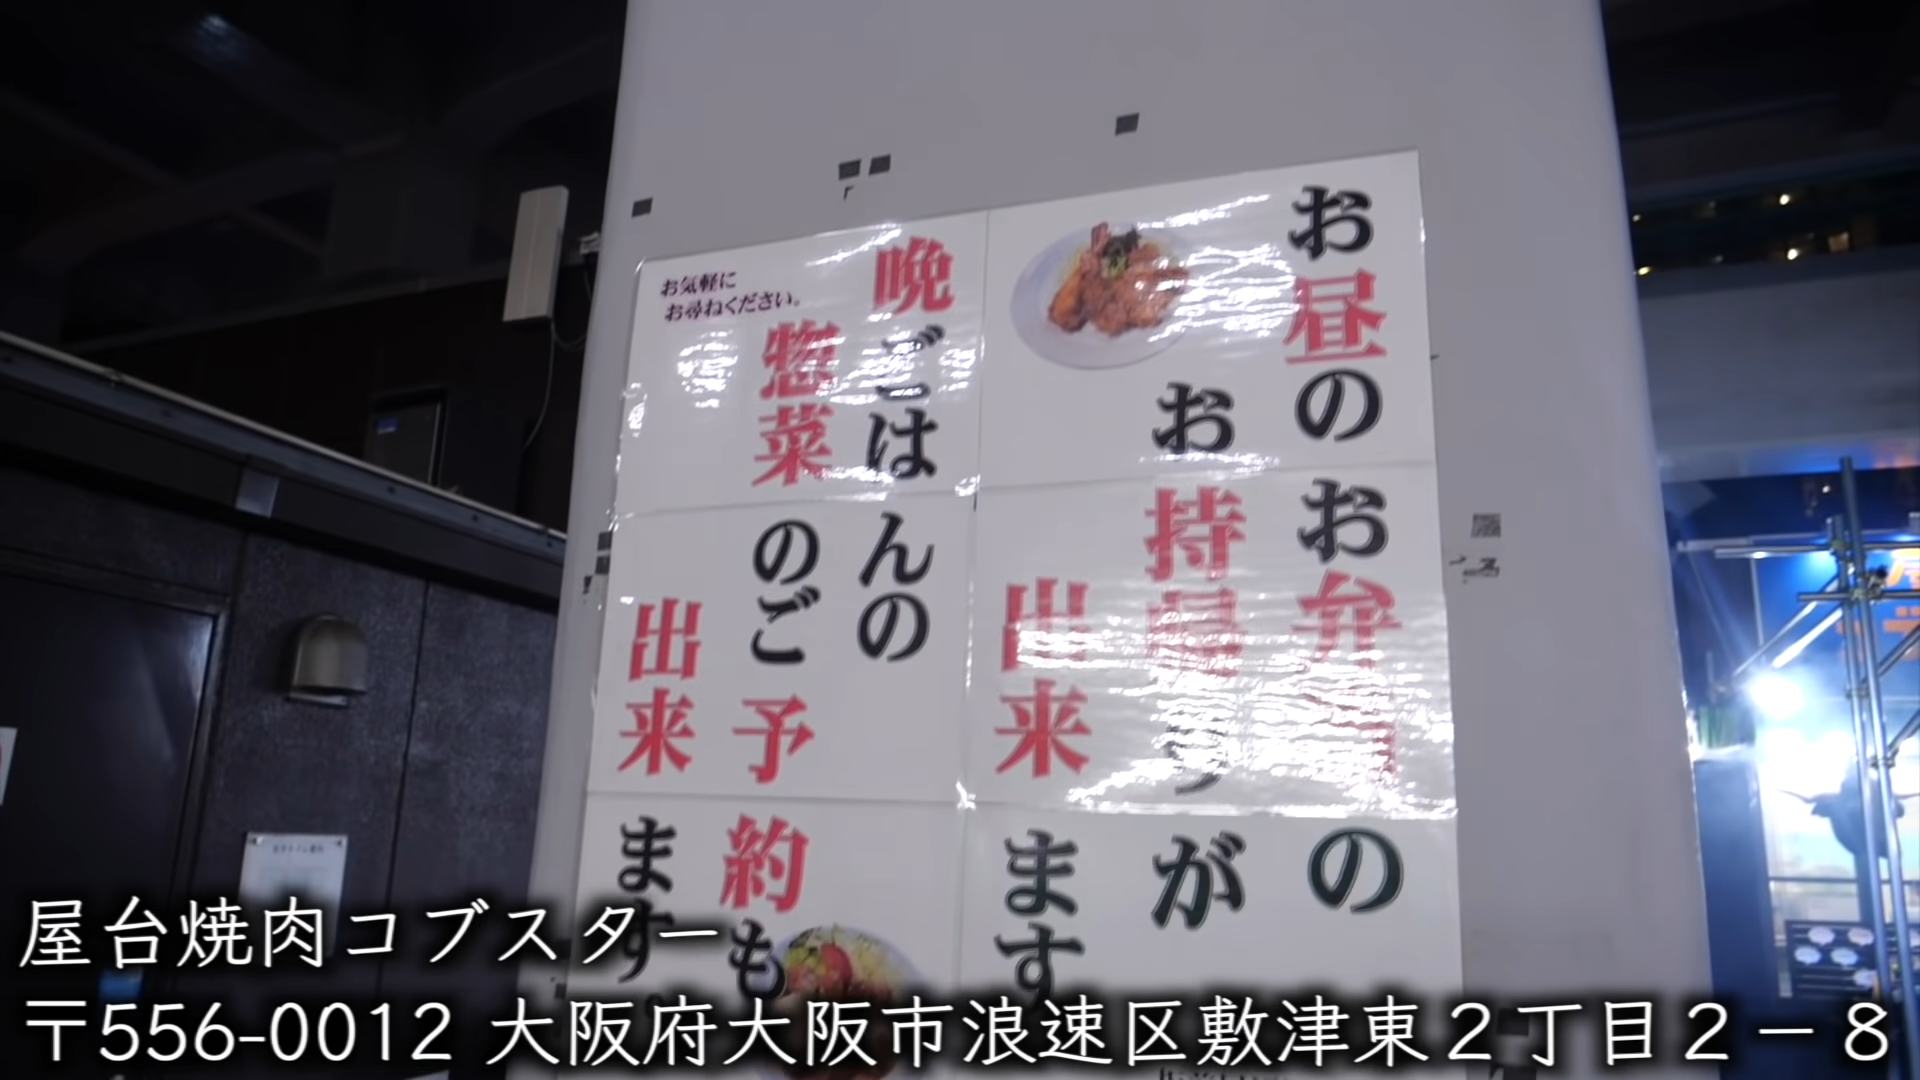 お昼のお弁当の
お持帰りが
出来ます
晩ごはんの
惣菜のご予約も
出来ます。
お気軽に
お尋ねください。
屋台焼肉コブスター
〒556-0012 大阪府大阪市浪速区敷津東２丁目２－８